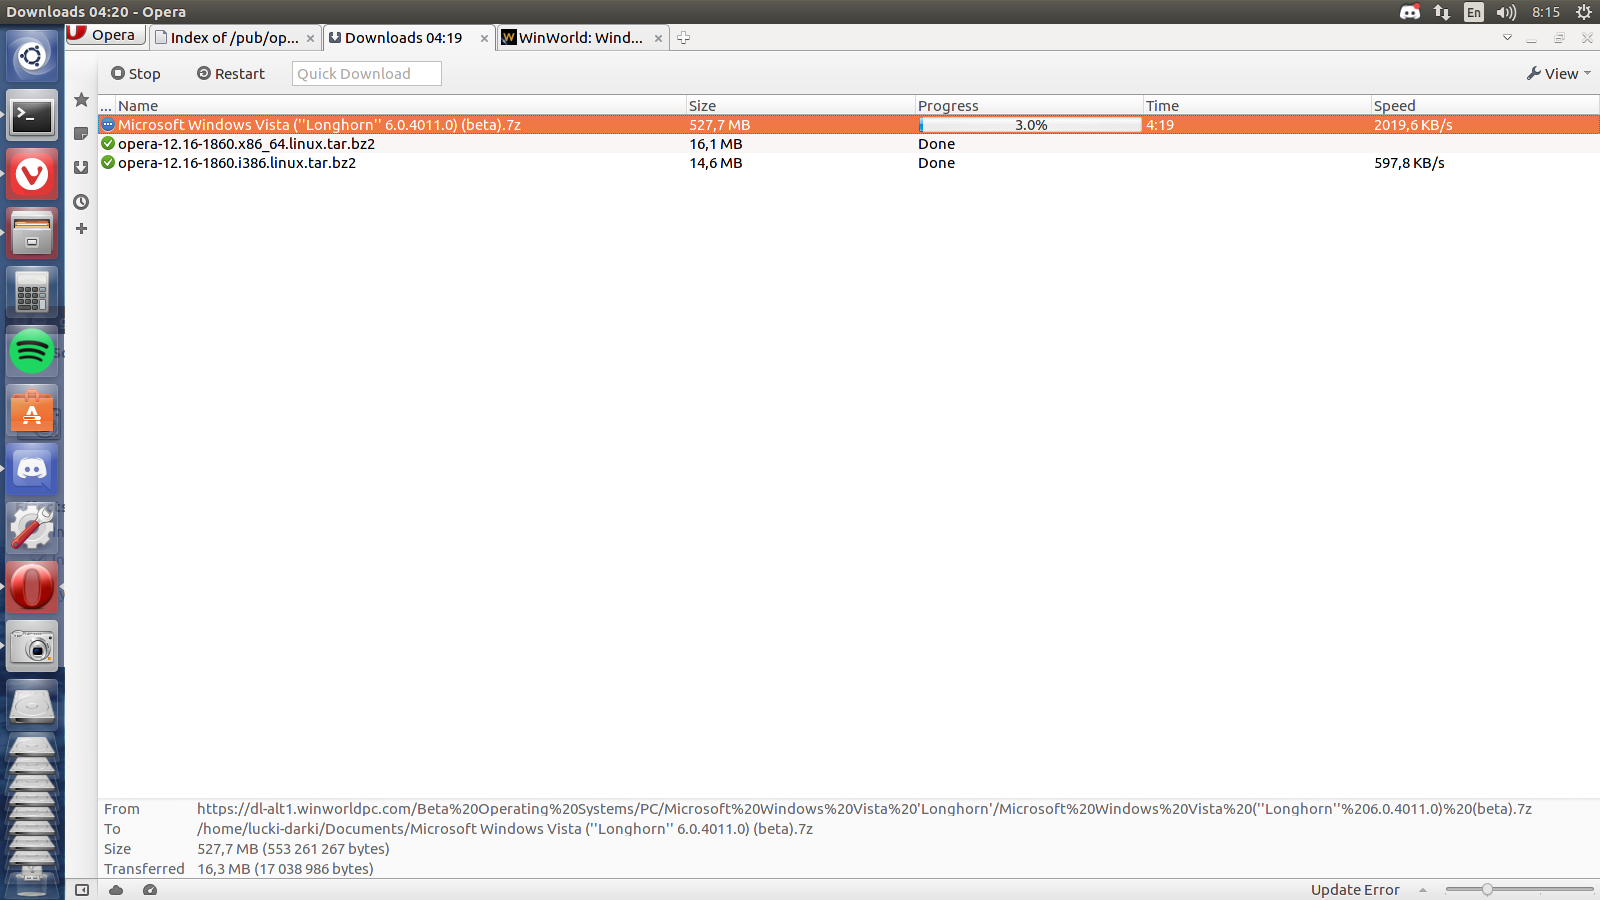 Downloads 04:20 - Opera
En
8:15
Opera
Index of /pub/op...
Downloads 04:19
WinWorld: Wind...
Stop
Restart
Quick Download
View
... Name Size Progress Time Speed
Microsoft Windows Vista (''Longhorn'' 6.0.4011.0) (beta).7z 527,7 MB 3.0% 4:19 2019,6 KB/s
opera-12.16-1860.x86_64.linux.tar.bz2 16,1 MB Done
opera-12.16-1860.i386.linux.tar.bz2 14,6 MB Done 597,8 KB/s
From https://dl-alt1.winworldpc.com/Beta%20Operating%20Systems/PC/Microsoft%20Windows%20Vista%20'Longhorn'/Microsoft%20Windows%20Vista%20(''Longhorn''%206.0.4011.0)%20(beta).7z
To /home/lucki-darki/Documents/Microsoft Windows Vista (''Longhorn'' 6.0.4011.0) (beta).7z
Size 527,7 MB (553 261 267 bytes)
Transferred 16,3 MB (17 038 986 bytes)
Update Error